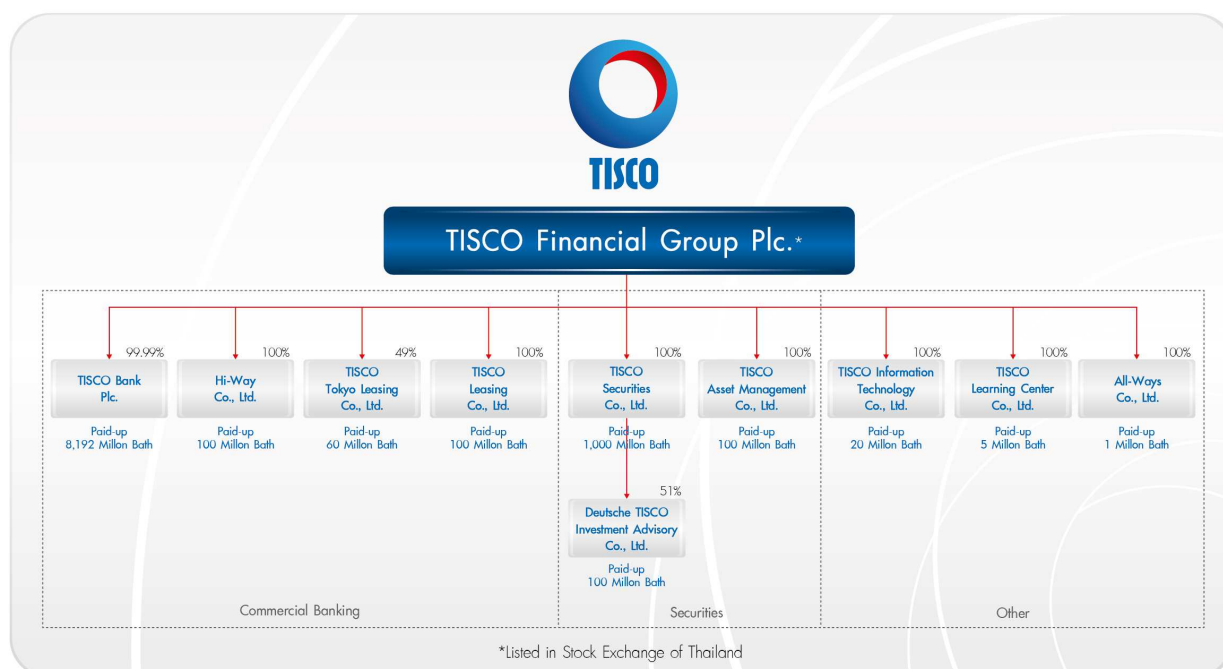 TISCO
TISCO Financial Group Plc.*
99.99%
TISCO Bank
Plc.
Paid-up
8,192 Millon Bath
100%
Hi-Way
Co., Ltd.
Paid-up
100 Millon Bath
49%
TISCO
Tokyo Leasing
Co., Ltd.
Paid-up
60 Millon Bath
100%
TISCO
Leasing
Co., Ltd.
Paid-up
100 Millon Bath
100%
TISCO
Securities
Co., Ltd.
Paid-up
1,000 Millon Bath
100%
TISCO
Asset Management
Co., Ltd.
Paid-up
100 Millon Bath
100%
TISCO Information
Technology
Co., Ltd.
Paid-up
20 Millon Bath
100%
TISCO
Learning Center
Co., Ltd.
Paid-up
5 Millon Bath
100%
All-Ways
Co., Ltd.
Paid-up
1 Millon Bath
51%
Deutsche TISCO
Investment Advisory
Co., Ltd.
Paid-up
100 Millon Bath
Commercial Banking
Securities
Other
*Listed in Stock Exchange of Thailand